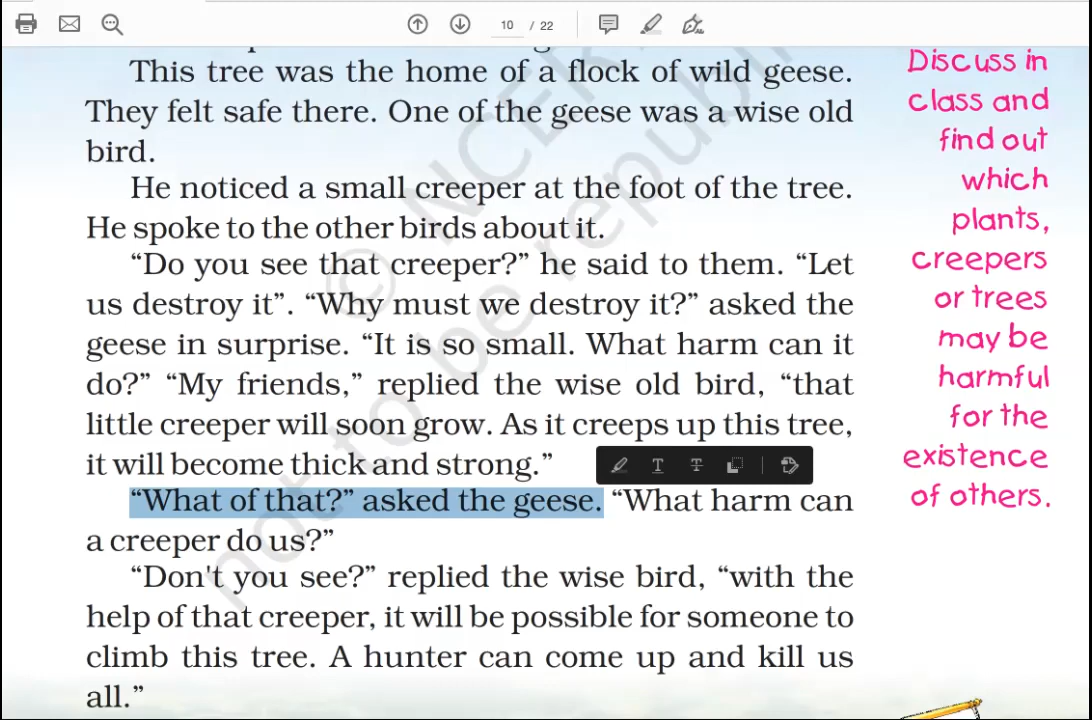 10 / 22
This tree was the home of a flock of wild geese.
They felt safe there. One of the geese was a wise old
bird.
He noticed a small creeper at the foot of the tree.
He spoke to the other birds about it.
“Do you see that creeper?” he said to them. “Let
us destroy it”. “Why must we destroy it?” asked the
geese in surprise. “It is so small. What harm can it
do?” “My friends,” replied the wise old bird, “that
little creeper will soon grow. As it creeps up this tree,
it will become thick and strong.”
“What of that?” asked the geese. “What harm can
a creeper do us?”
“Don't you see?” replied the wise bird, “with the
help of that creeper, it will be possible for someone to
climb this tree. A hunter can come up and kill us
all.”
Discuss in
class and
find out
which
plants,
creepers
or trees
may be
harmful
for the
existence
of others.
not to be republi